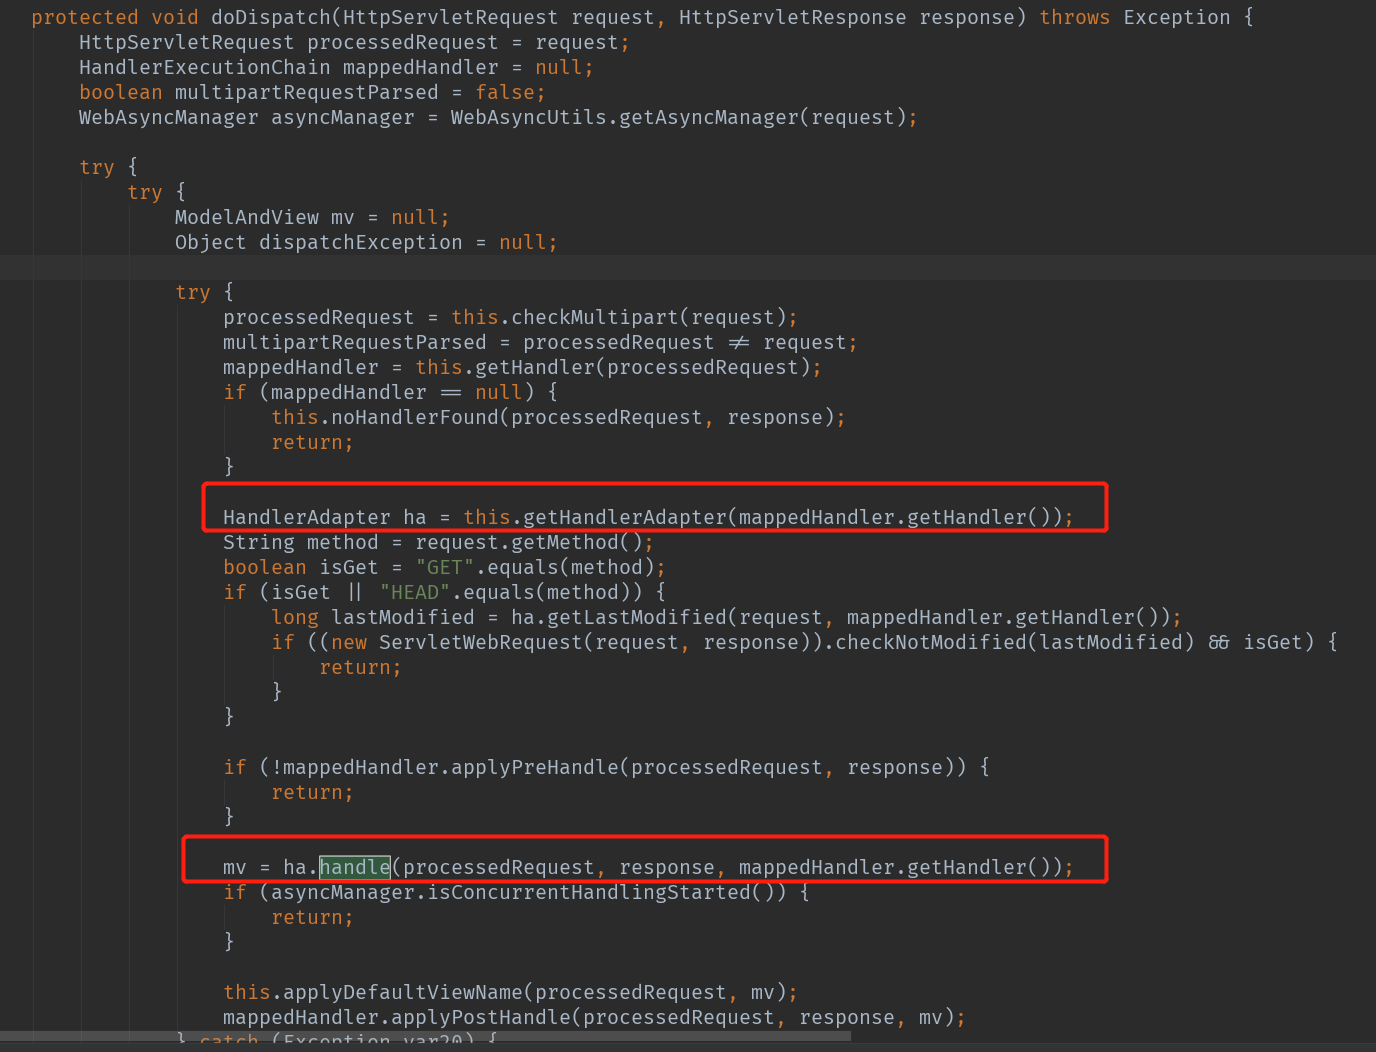 protected void doDispatch(HttpServletRequest request, HttpServletResponse response) throws Exception {
    HttpServletRequest processedRequest = request;
    HandlerExecutionChain mappedHandler = null;
    boolean multipartRequestParsed = false;
    WebAsyncManager asyncManager = WebAsyncUtils.getAsyncManager(request);

    try {
        try {
            ModelAndView mv = null;
            Object dispatchException = null;

            try {
                processedRequest = this.checkMultipart(request);
                multipartRequestParsed = processedRequest != request;
                mappedHandler = this.getHandler(processedRequest);
                if (mappedHandler == null) {
                    this.noHandlerFound(processedRequest, response);
                    return;
                }

                HandlerAdapter ha = this.getHandlerAdapter(mappedHandler.getHandler());
                String method = request.getMethod();
                boolean isGet = "GET".equals(method);
                if (isGet || "HEAD".equals(method)) {
                    long lastModified = ha.getLastModified(request, mappedHandler.getHandler());
                    if ((new ServletWebRequest(request, response)).checkNotModified(lastModified) && isGet) {
                        return;
                    }
                }

                if (!mappedHandler.applyPreHandle(processedRequest, response)) {
                    return;
                }

                mv = ha.handle(processedRequest, response, mappedHandler.getHandler());
                if (asyncManager.isConcurrentHandlingStarted()) {
                    return;
                }

                this.applyDefaultViewName(processedRequest, mv);
                mappedHandler.applyPostHandle(processedRequest, response, mv);
            } catch (Exception var20) {